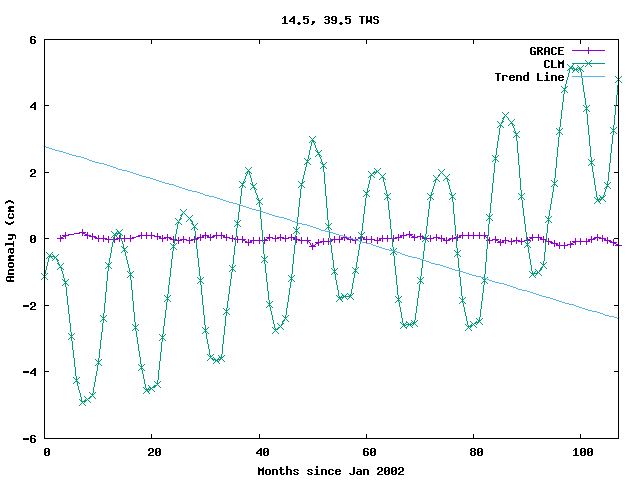 14.5, 39.5 TWS
GRACE
CLM
Trend Line
6
4
2
0
-2
-4
-6
Anomaly (cm)
0 20 40 60 80 100
Months since Jan 2002